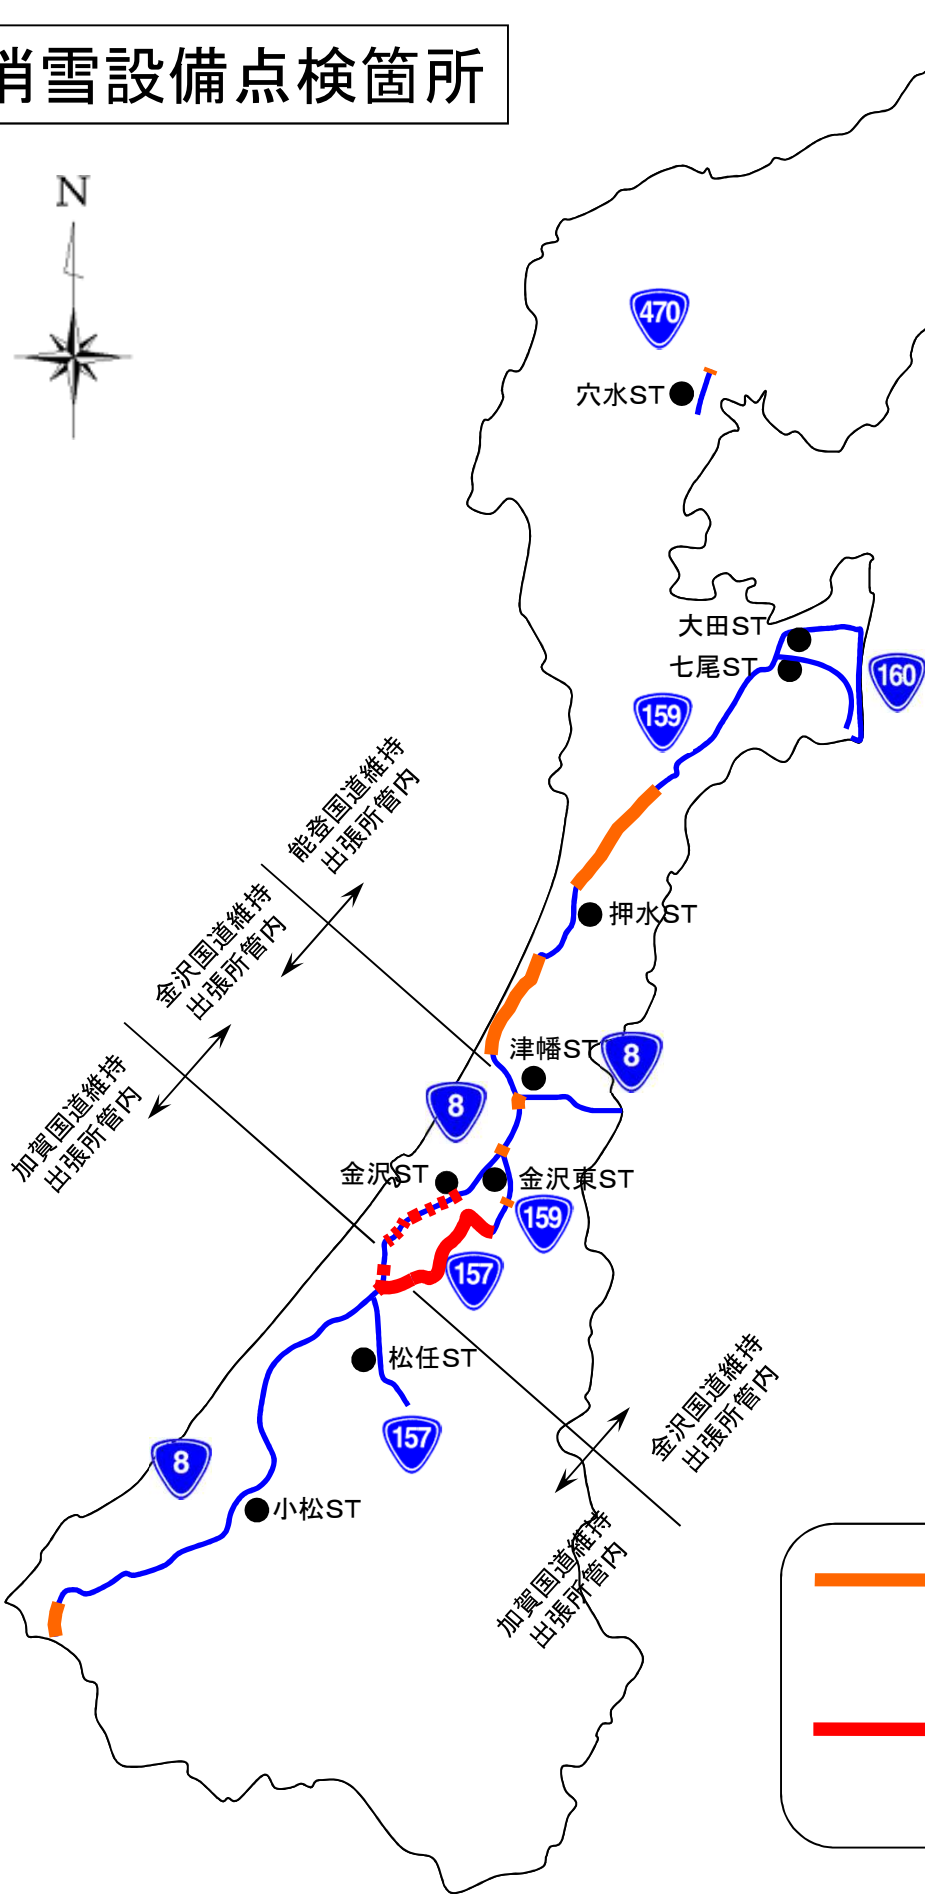 消雪設備点検箇所
N
470
穴水ST
大田ST
七尾ST
160
159
能登国道維持
出張所管内
金沢国道維持
出張所管内
押水ST
加賀国道維持
出張所管内
津幡ST
8
8
金沢ST
金沢東ST
159
157
松任ST
157
金沢国道維持
出張所管内
8
小松ST
加賀国道維持
出張所管内